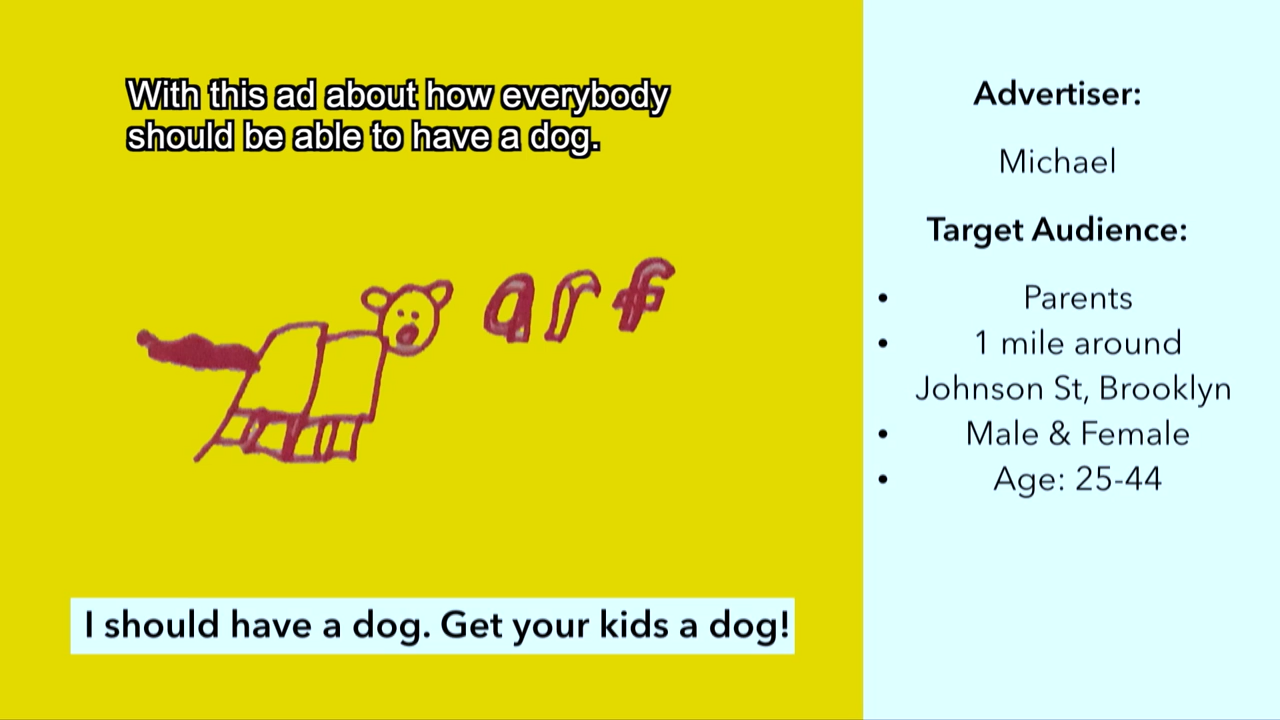 With this ad about how everybody
should be able to have a dog.
arf
I should have a dog. Get your kids a dog!
Advertiser:
Michael
Target Audience:
• Parents
• 1 mile around
Johnson St, Brooklyn
• Male & Female
• Age: 25-44